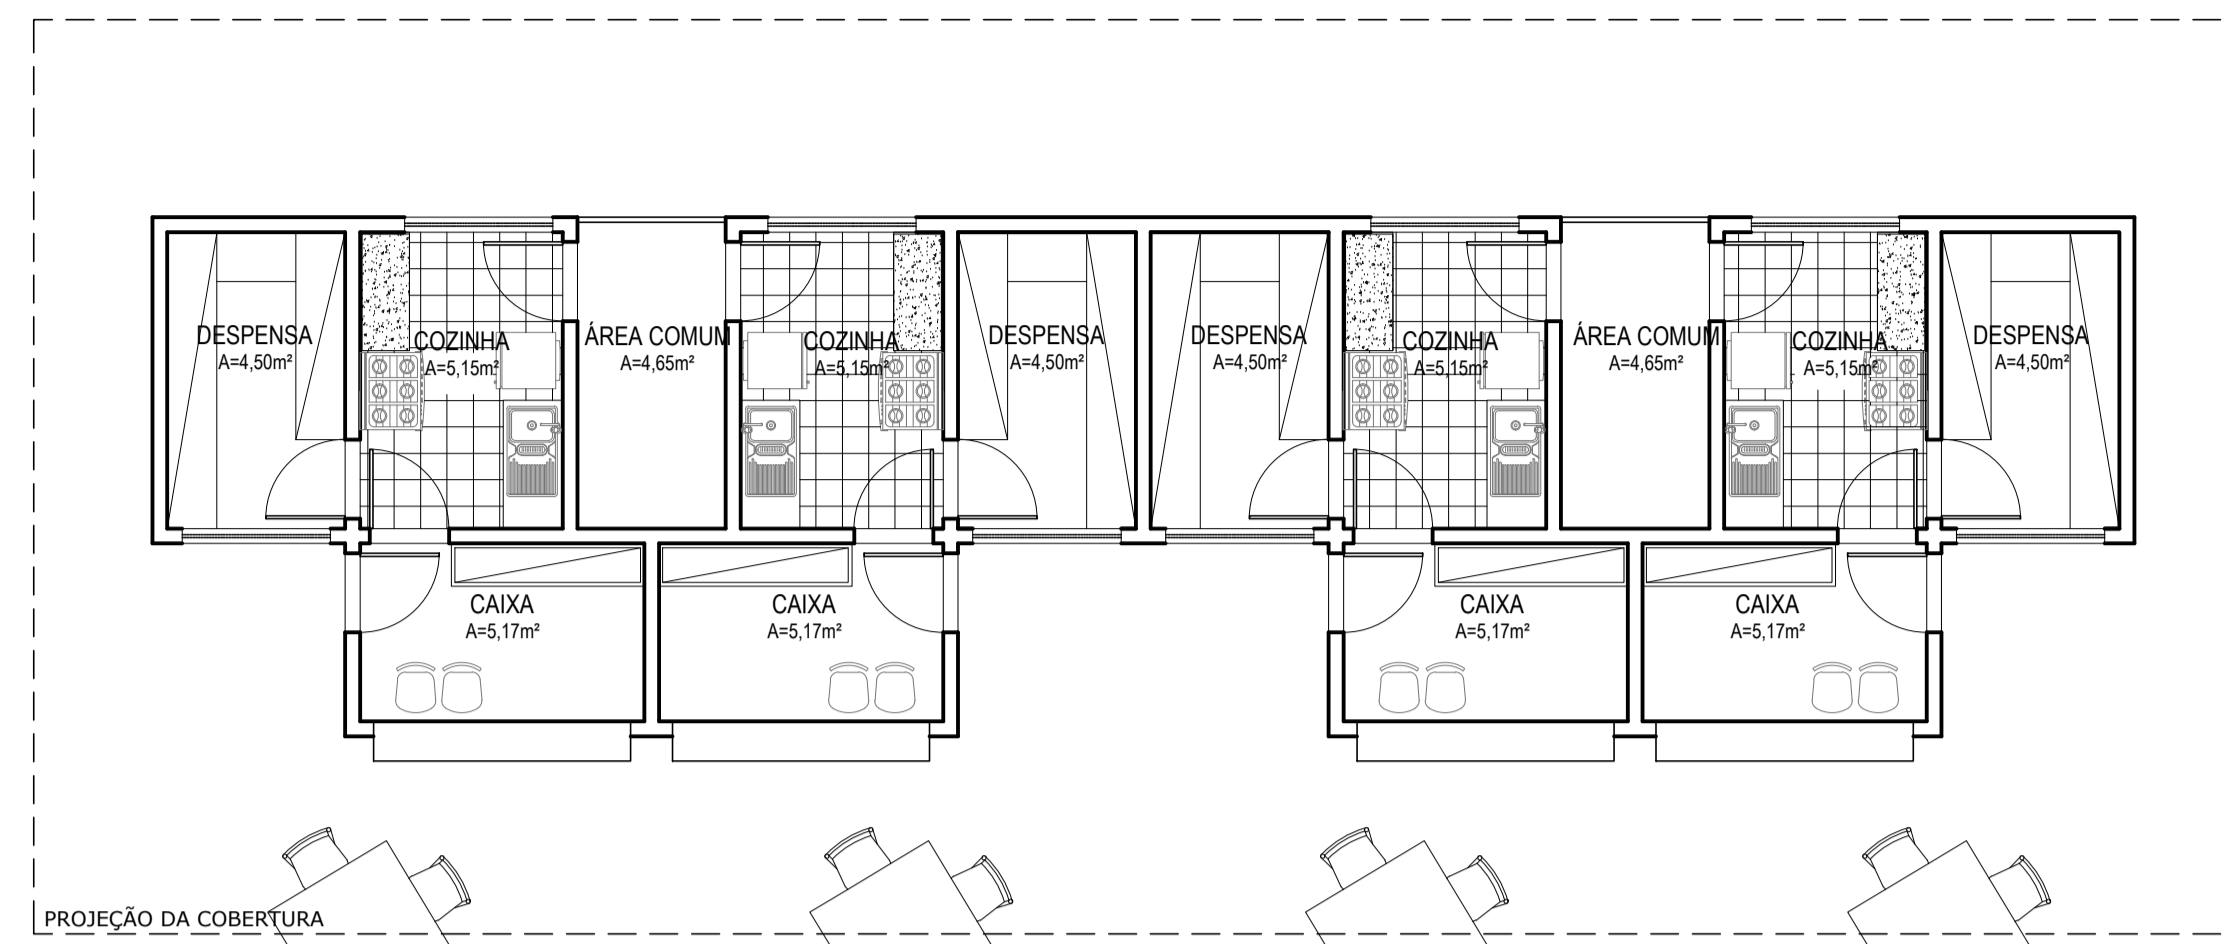 DESPENSA
A=4,50m²
COZINHA
A=5,15m²
ÁREA COMUM
A=4,65m²
COZINHA
A=5,15m²
DESPENSA
A=4,50m²
DESPENSA
A=4,50m²
COZINHA
A=5,15m²
ÁREA COMUM
A=4,65m²
COZINHA
A=5,15m²
DESPENSA
A=4,50m²
CAIXA
A=5,17m²
CAIXA
A=5,17m²
CAIXA
A=5,17m²
CAIXA
A=5,17m²
PROJEÇÃO DA COBERTURA